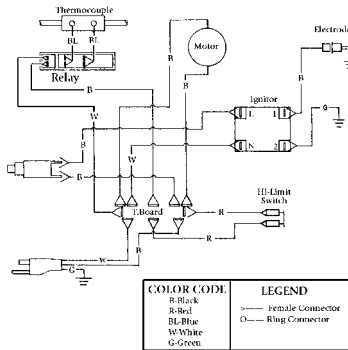 Thermocouple
BL BL
Relay
Motor
Electrode
B
B
B
W
B
B
Ignitor
L 1
N 2
G
B
W
B
T.Board
R
HI-Limit
Switch
R
W
B
G
COLOR CODE
B-Black
R-Red
BL-Blue
W-White
G-Green
LEGEND
Female Connector
Ring Connector